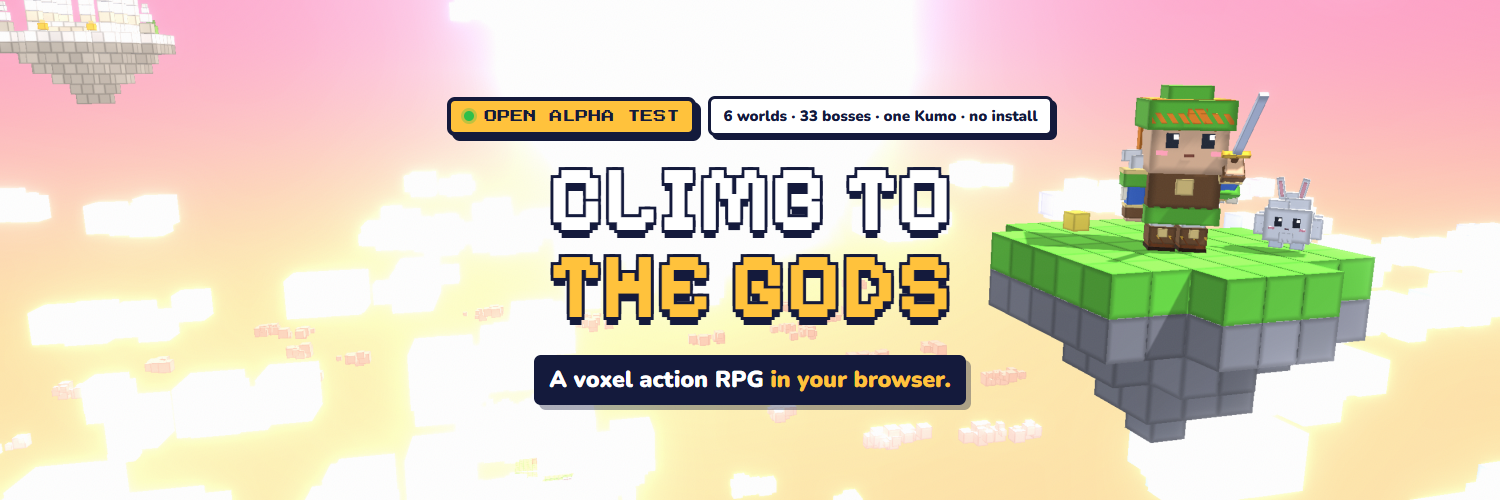 OPEN ALPHA TEST
6 worlds · 33 bosses · one Kumo · no install
CLIMB TO
THE GODS
A voxel action RPG in your browser.